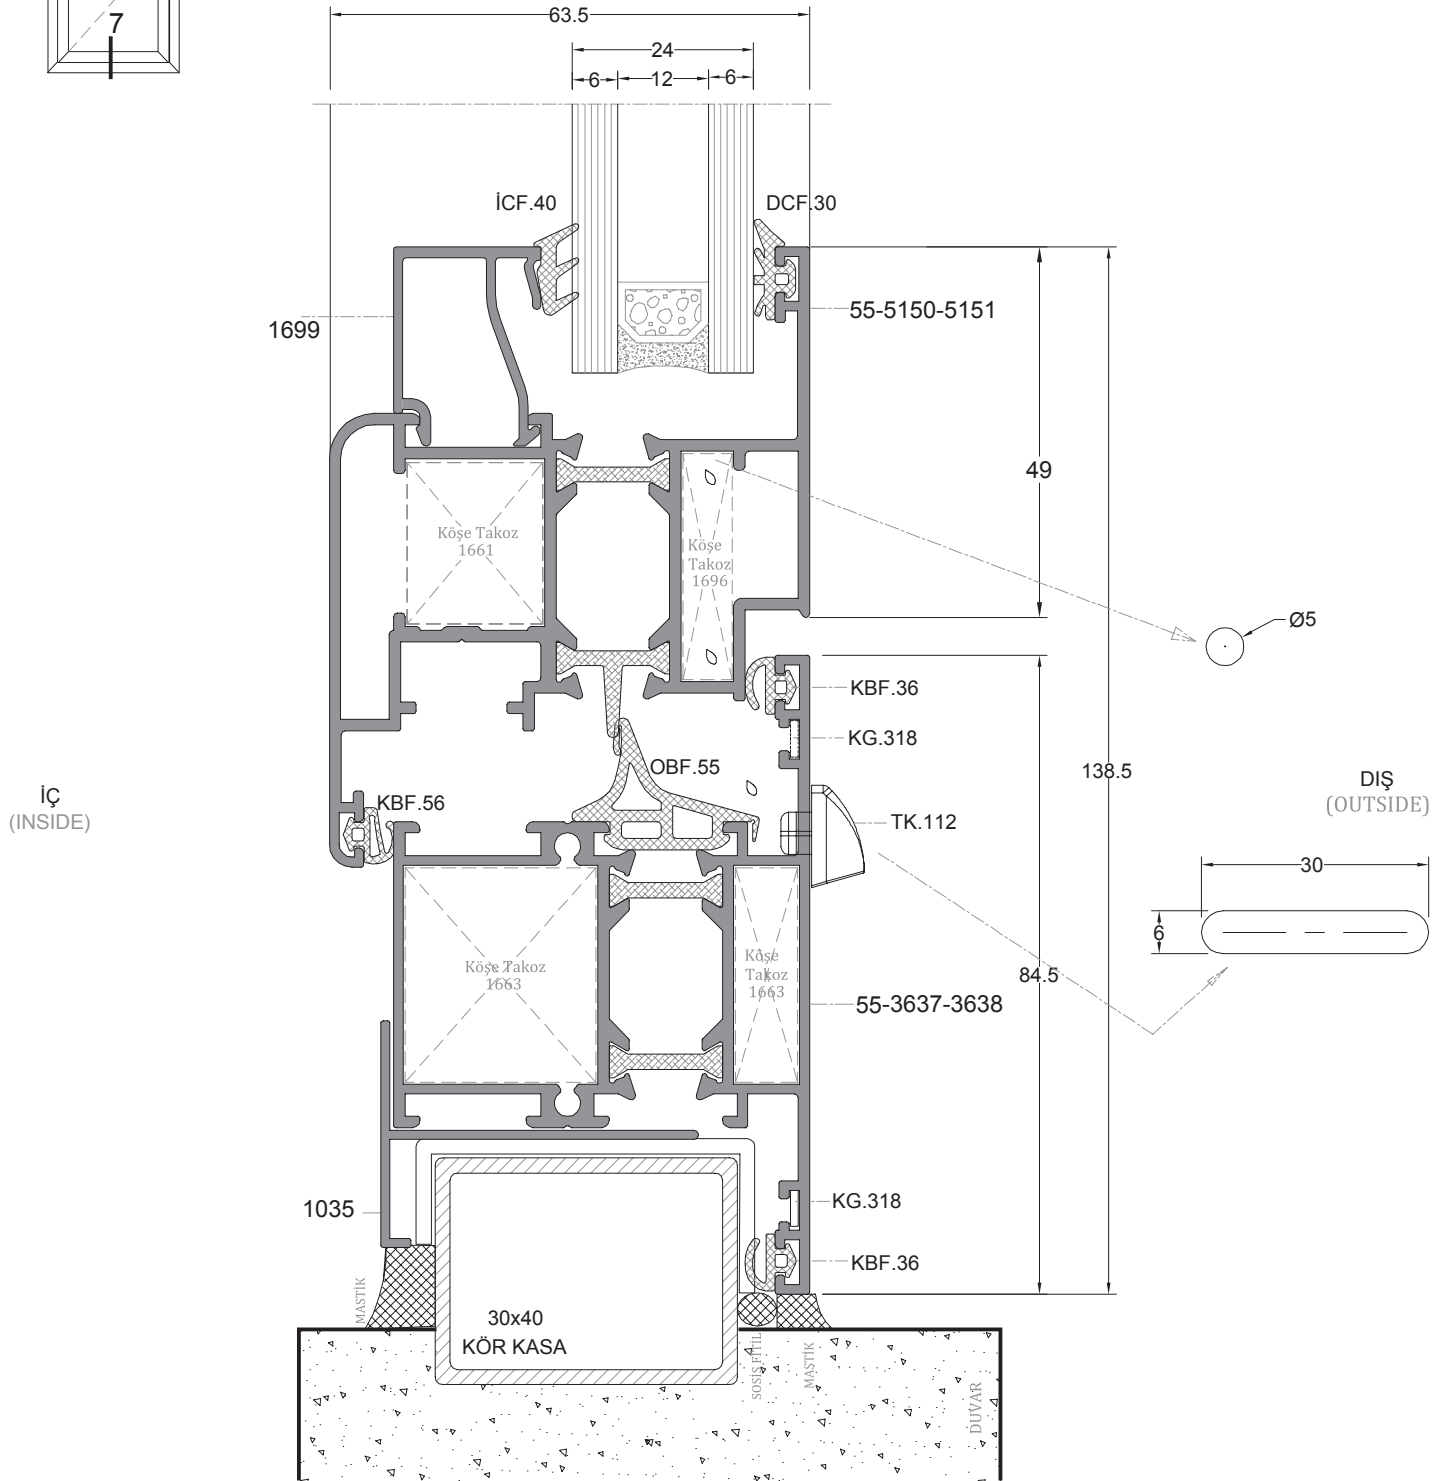 7
63.5
24
6
12
6
İCF.40
DCF.30
1699
55-5150-5151
49
Köşe Takoz
1661
Köşe
Takoz
1696
Ø5
KBF.36
KG.318
OBF.55
138.5
İÇ
(INSIDE)
DIŞ
(OUTSIDE)
KBF.56
TK.112
30
6
Köşe Takoz
1663
Köşe
Takoz
1663
84.5
55-3637-3638
1035
KG.318
KBF.36
MASTİK
30x40
KÖR KASA
SOSİS FİTİL
MASTİK
DUVAR